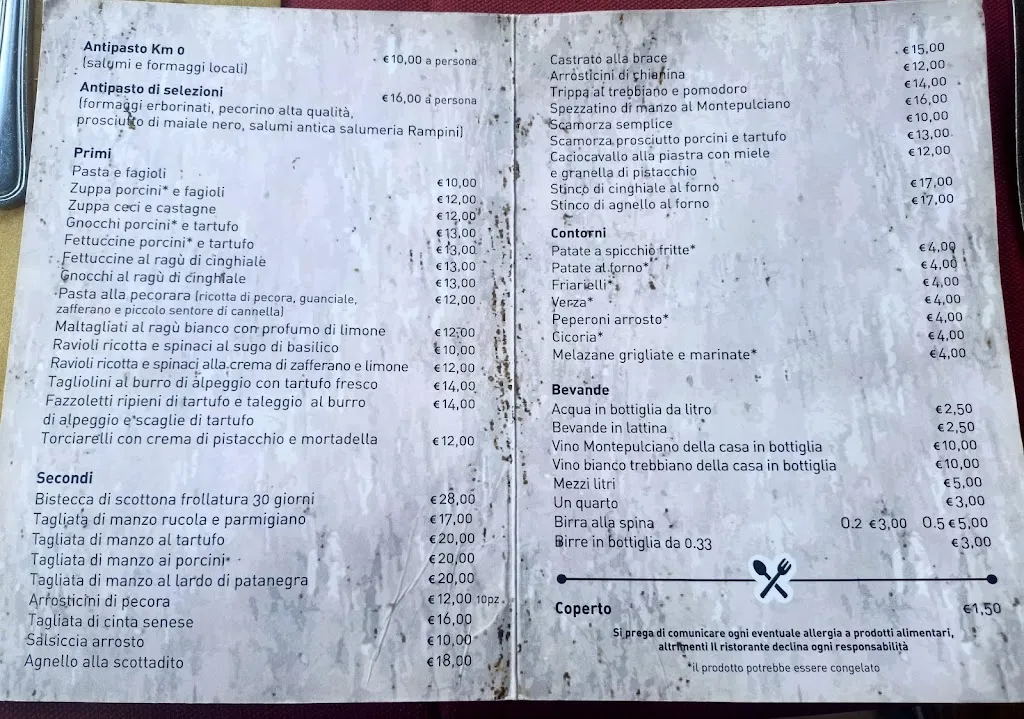 Antipasto Km 0
(salumi e formaggi locali) €10,00 a persona
Antipasto di selezioni
(formaggi erborinati, pecorino alta qualità, €16,00 a persona
prosciutto di maiale nero, salumi antica salumeria Rampini)
Primi
Pasta e fagioli €10,00
Zuppa porcini* e fagioli €12,00
Zuppa ceci e castagne €12,00
Gnocchi porcini* e tartufo €13,00
Fettuccine porcini* e tartufo €13,00
Fettuccine al ragù di cinghiale €13,00
Gnocchi al ragù di cinghiale €13,00
Pasta alla pecorara (ricotta di pecora, guanciale, €12,00
zafferano e piccolo sentore di cannella)
Maltagliati al ragù bianco con profumo di limone €12,00
Ravioli ricotta e spinaci al sugo di basilico €10,00
Ravioli ricotta e spinaci alla crema di zafferano e limone €12,00
Tagliolini al burro di alpeggio con tartufo fresco €14,00
Fazzoletti ripieni di tartufo e taleggio al burro €14,00
di alpeggio e scaglie di tartufo
Torciarelli con crema di pistacchio e mortadella €12,00
Secondi
Bistecca di scottona frollatura 30 giorni €28,00
Tagliata di manzo rucola e parmigiano €17,00
Tagliata di manzo al tartufo €20,00
Tagliata di manzo ai porcini* €20,00
Tagliata di manzo al lardo di patanegra €20,00
Arrosticini di pecora €12,00 10pz.
Tagliata di cinta senese €16,00
Salsiccia arrosto €10,00
Agnello alla scottadito €18,00
Castrato alla brace €15,00
Arrosticini di chianina €12,00
Trippa al trebbiano e pomodoro €14,00
Spezzatino di manzo al Montepulciano €16,00
Scamorza semplice €10,00
Scamorza prosciutto porcini e tartufo €13,00
Caciocavallo alla piastra con miele €12,00
e granella di pistacchio
Stinco di cinghiale al forno €17,00
Stinco di agnello al forno €17,00
Contorni
Patate a spicchio fritte* €4,00
Patate al forno* €4,00
Friarielli* €4,00
Verza* €4,00
Peperoni arrosto* €4,00
Cicoria* €4,00
Melazane grigliate e marinate* €4,00
Bevande
Acqua in bottiglia da litro €2,50
Bevande in lattina €2,50
Vino Montepulciano della casa in bottiglia €10,00
Vino bianco trebbiano della casa in bottiglia €10,00
Mezzi litri €5,00
Un quarto €3,00
Birra alla spina 0.2 €3,00 0.5 €5,00
Birre in bottiglia da 0.33 €3,00
Coperto €1,50
Si prega di comunicare ogni eventuale allergia a prodotti alimentari,
altrimenti Il ristorante declina ogni responsabilità
*il prodotto potrebbe essere congelato